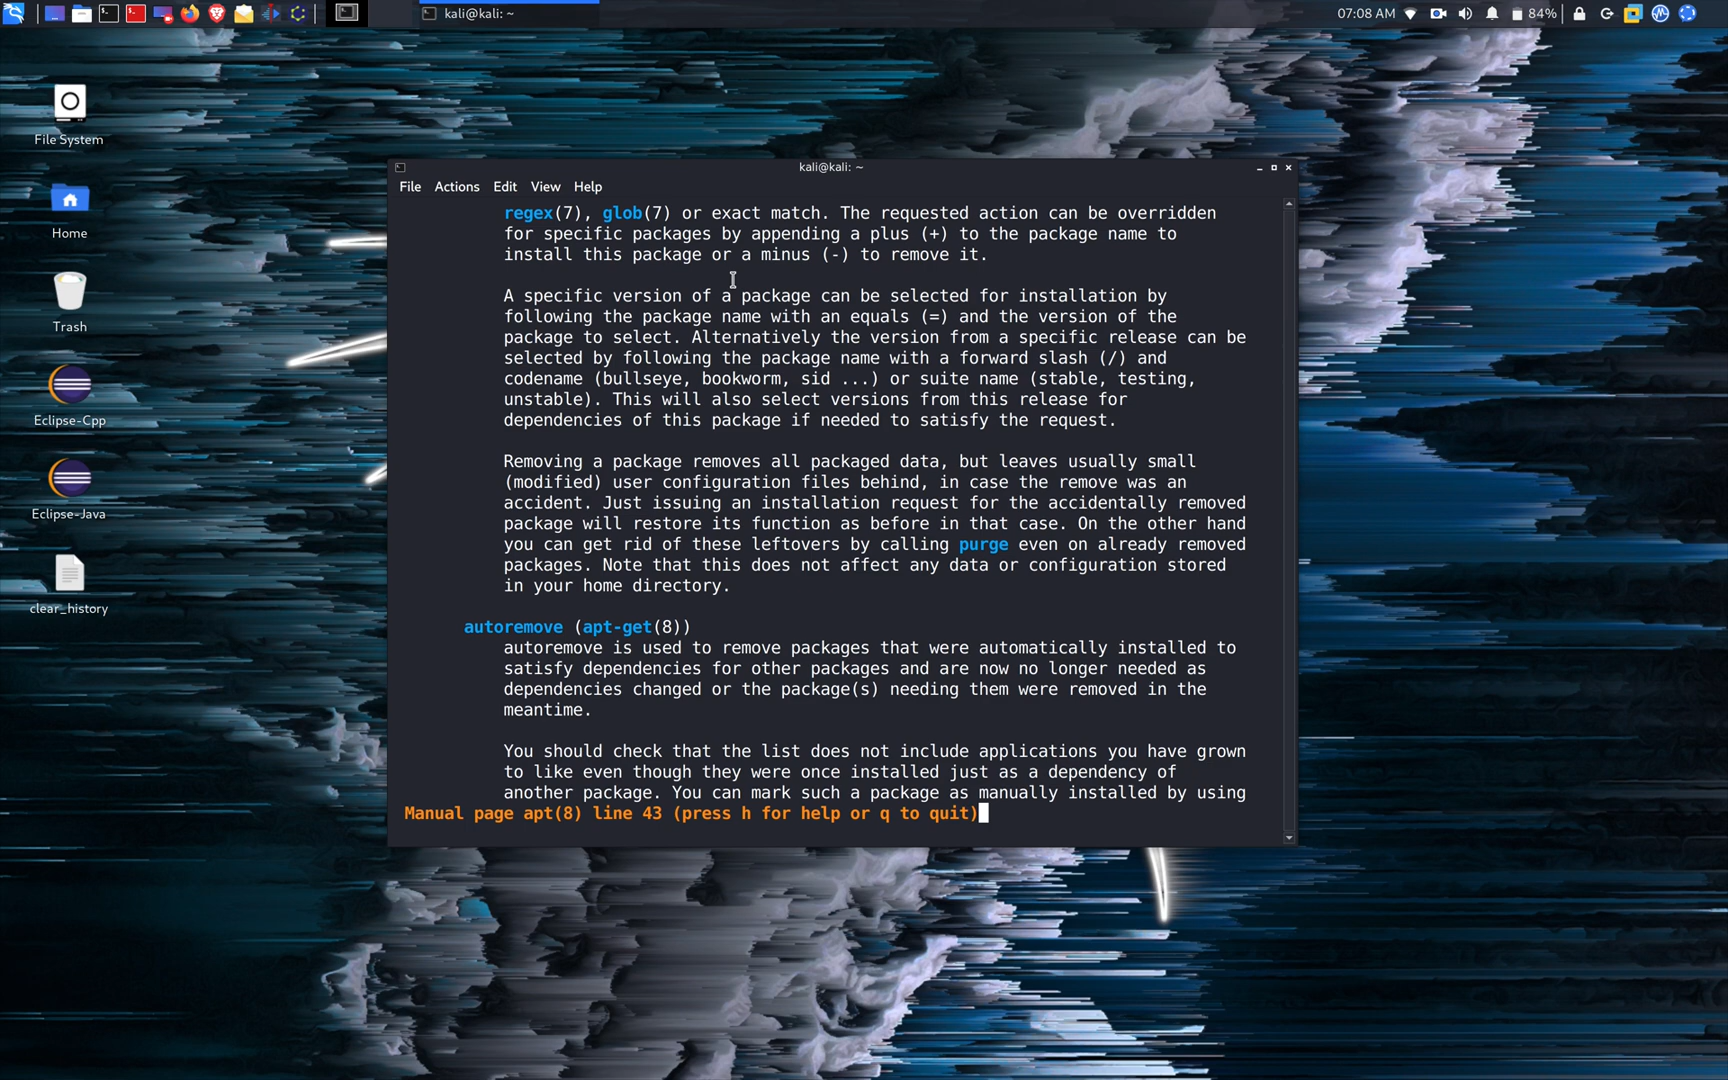 kali@kali: ~
07:08 AM
84%
File System
Home
Trash
Eclipse-Cpp
Eclipse-Java
clear_history
kali@kali: ~
File Actions Edit View Help
regex(7), glob(7) or exact match. The requested action can be overridden
for specific packages by appending a plus (+) to the package name to
install this package or a minus (-) to remove it.
A specific version of a package can be selected for installation by
following the package name with an equals (=) and the version of the
package to select. Alternatively the version from a specific release can be
selected by following the package name with a forward slash (/) and
codename (bullseye, bookworm, sid ...) or suite name (stable, testing,
unstable). This will also select versions from this release for
dependencies of this package if needed to satisfy the request.
Removing a package removes all packaged data, but leaves usually small
(modified) user configuration files behind, in case the remove was an
accident. Just issuing an installation request for the accidentally removed
package will restore its function as before in that case. On the other hand
you can get rid of these leftovers by calling purge even on already removed
packages. Note that this does not affect any data or configuration stored
in your home directory.
autoremove (apt-get(8))
autoremove is used to remove packages that were automatically installed to
satisfy dependencies for other packages and are now no longer needed as
dependencies changed or the package(s) needing them were removed in the
meantime.
You should check that the list does not include applications you have grown
to like even though they were once installed just as a dependency of
another package. You can mark such a package as manually installed by using
Manual page apt(8) line 43 (press h for help or q to quit)